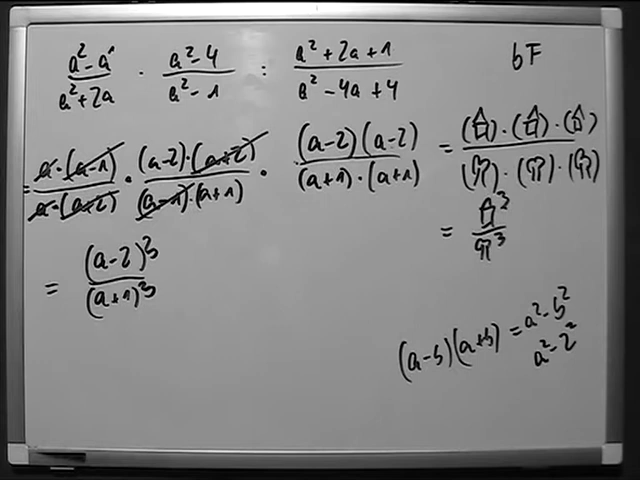 (a² - a¹)/(a² + 2a) · (a² - 4)/(a² - 1) : (a² + 2a + 1)/(a² - 4a + 4)
6F
= (a·(a-1))/(a·(a+2)) · ((a-2)·(a+2))/((a-1)·(a+1)) · ((a-2)(a-2))/((a+1)·(a+1))
= (a-2)³/(a+1)³
(a-b)(a+b) = a² - b²
a² - 2²